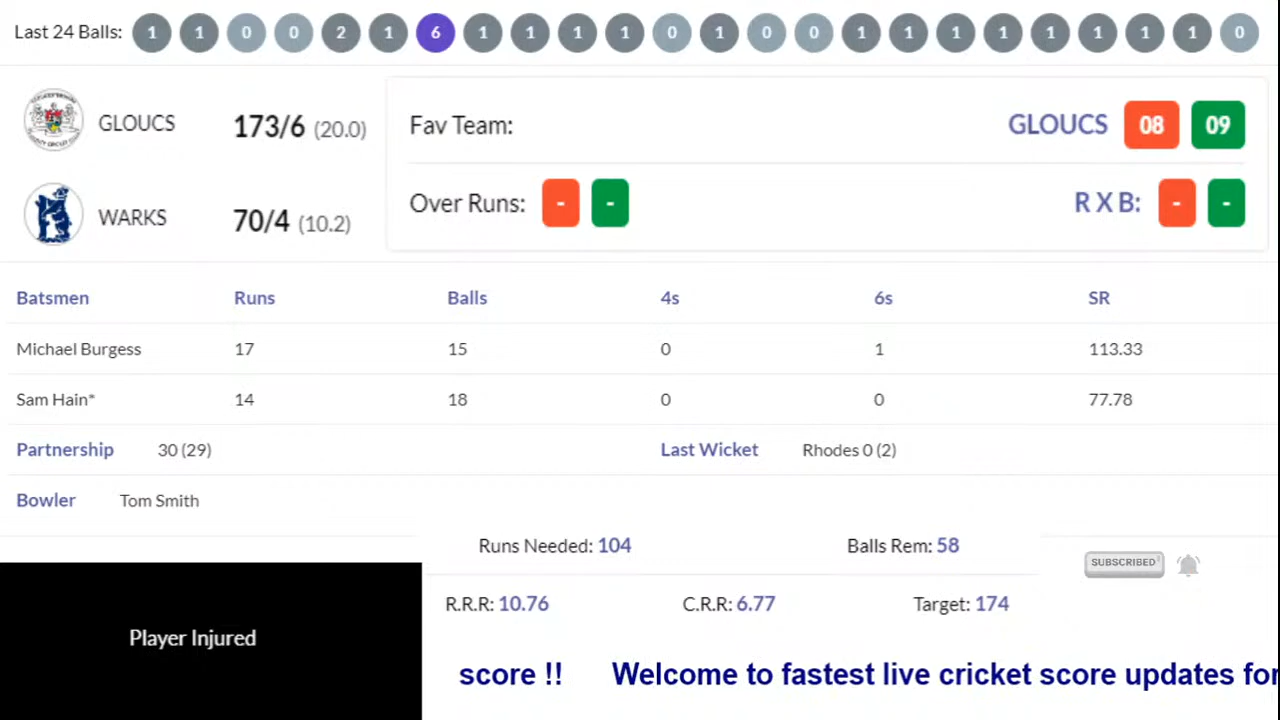 Last 24 Balls: 1 1 0 0 2 1 6 1 1 1 1 0 1 0 0 1 1 1 1 1 1 1 1 0
GLOUCS 173/6 (20.0) Fav Team: GLOUCS 08 09
WARKS 70/4 (10.2) Over Runs: - - R X B: - -
Batsmen Runs Balls 4s 6s SR
Michael Burgess 17 15 0 1 113.33
Sam Hain* 14 18 0 0 77.78
Partnership 30 (29) Last Wicket Rhodes 0 (2)
Bowler Tom Smith
Runs Needed: 104 Balls Rem: 58
SUBSCRIBED
R.R.R: 10.76 C.R.R: 6.77 Target: 174
Player Injured
score !! Welcome to fastest live cricket score updates for